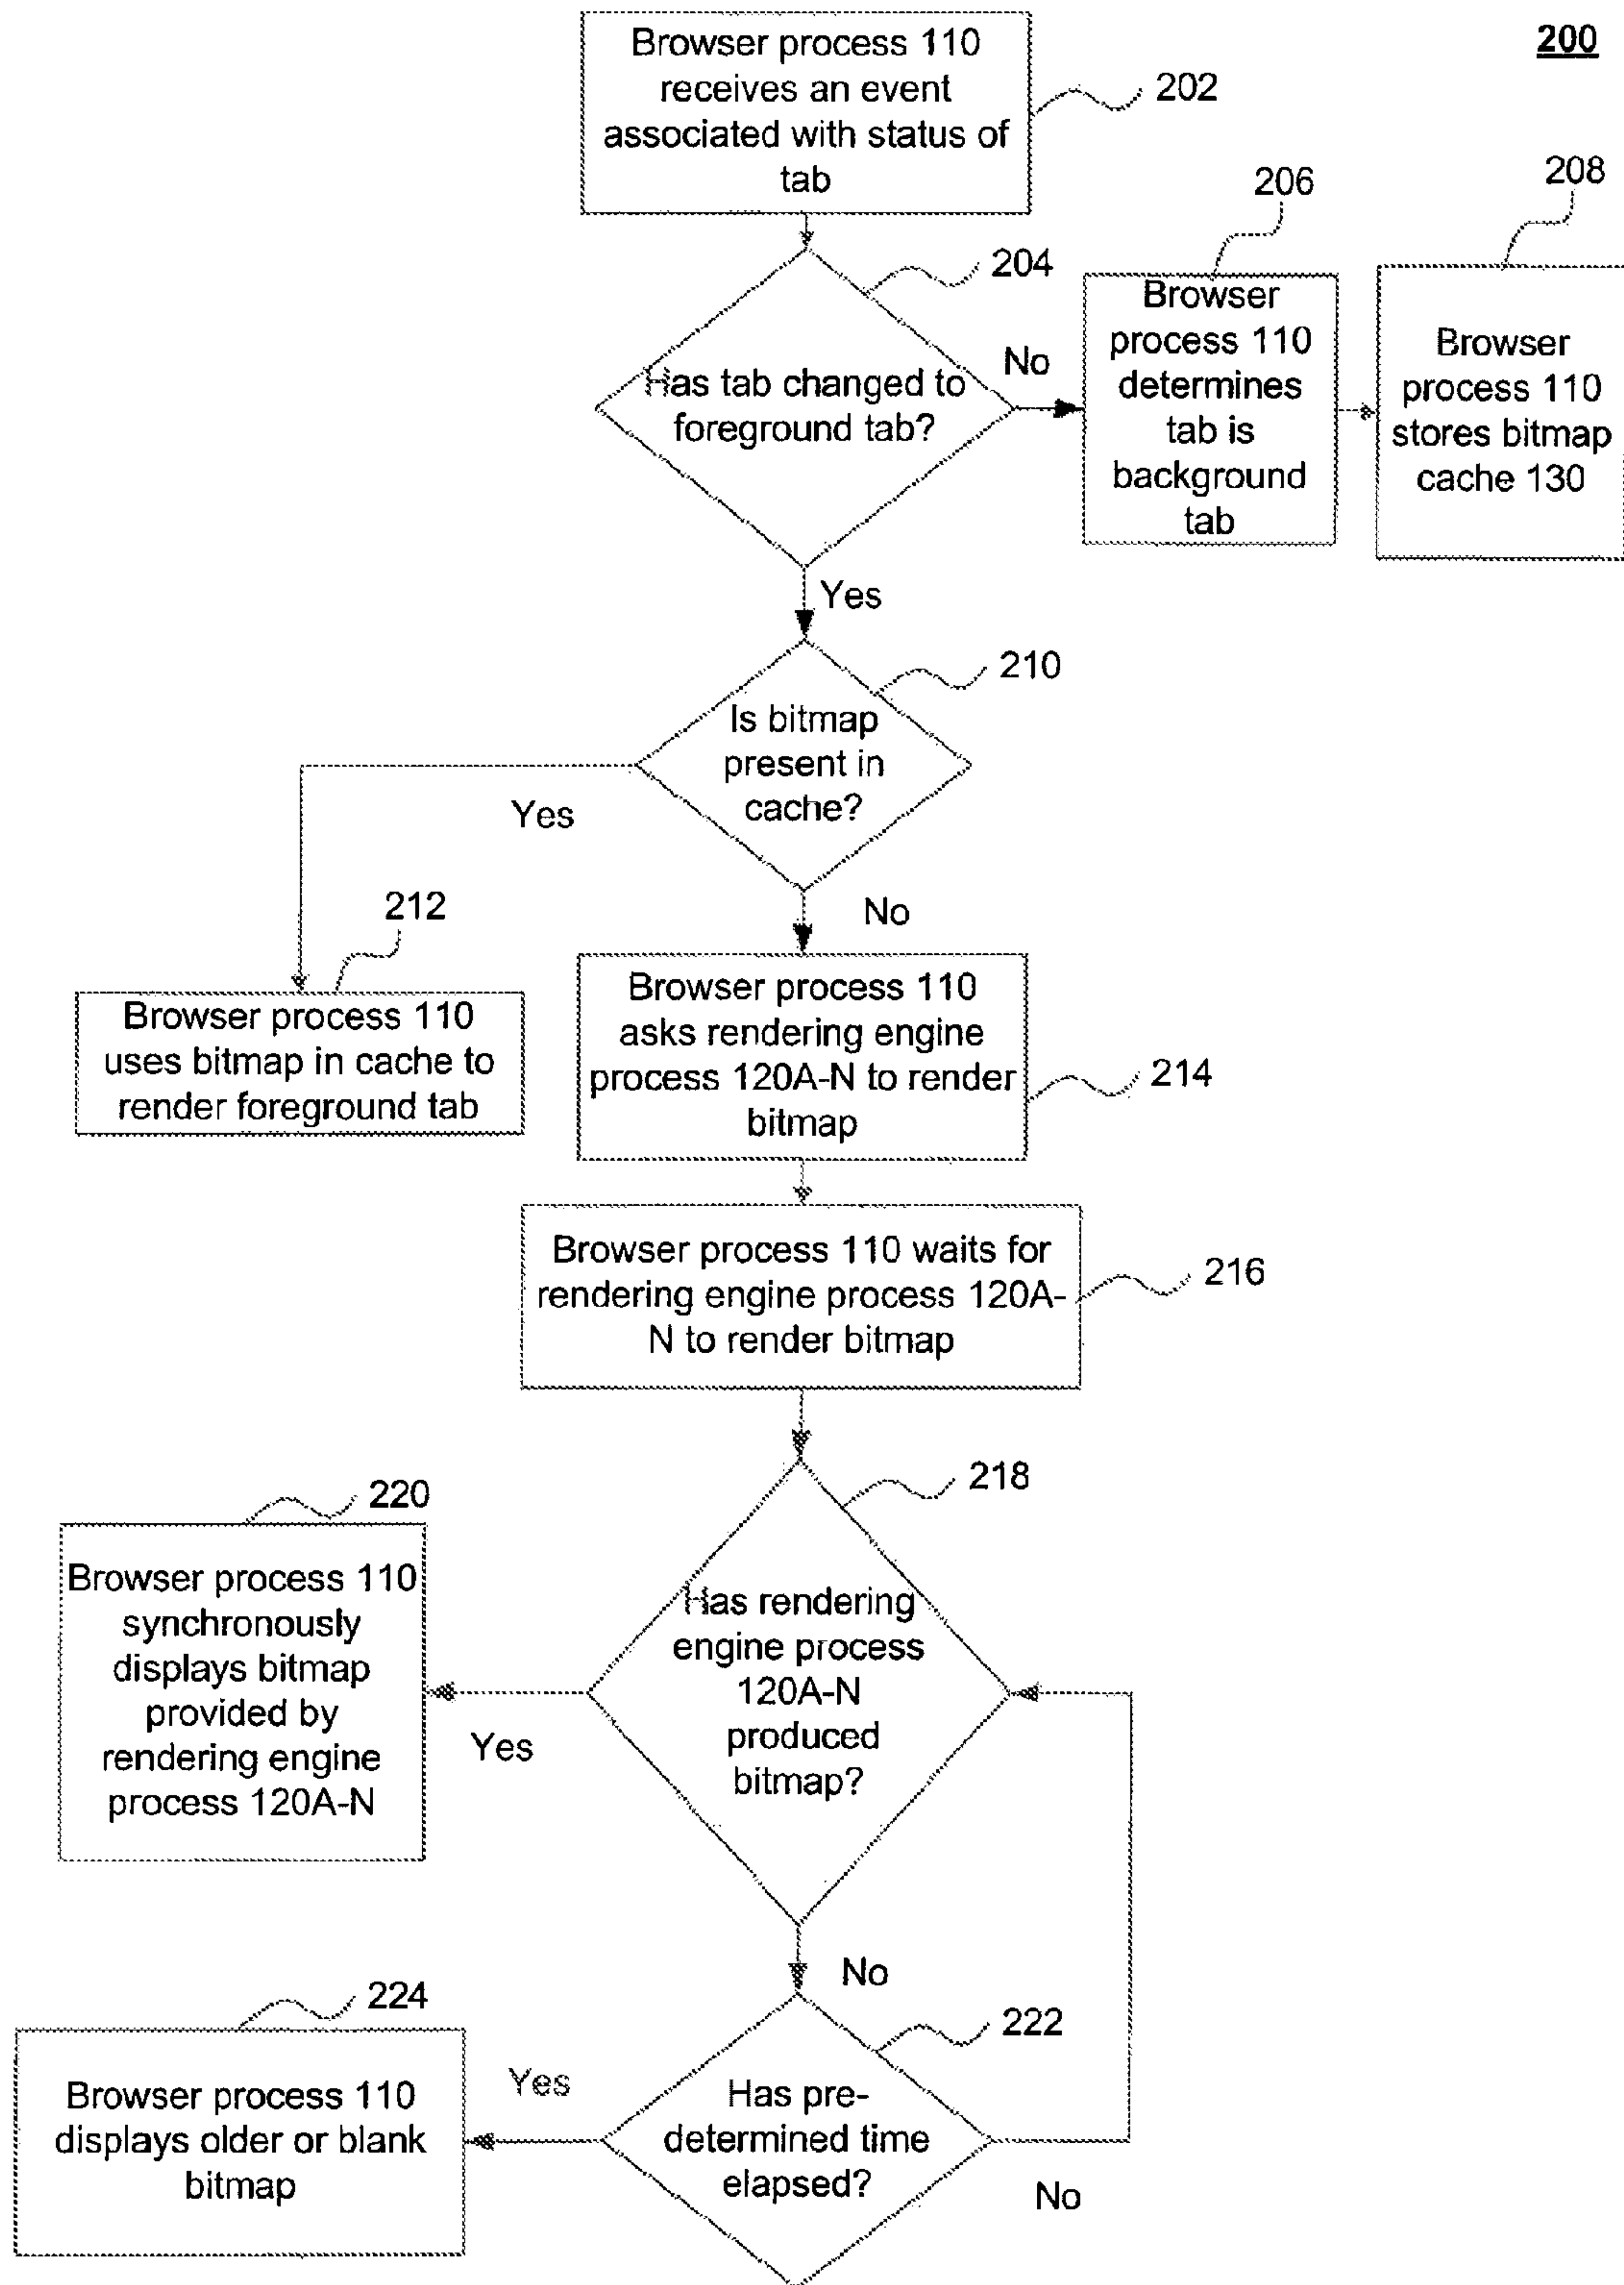 200
Browser process 110
receives an event
associated with status of
tab
202
204
Has tab changed to
foreground tab?
No
206
Browser
process 110
determines
tab is
background
tab
208
Browser
process 110
stores bitmap
cache 130
Yes
210
Is bitmap
present in
cache?
Yes
212
Browser process 110
uses bitmap in cache to
render foreground tab
No
Browser process 110
asks rendering engine
process 120A-N to render
bitmap
214
Browser process 110 waits for
rendering engine process 120A-
N to render bitmap
216
218
Has rendering
engine process
120A-N
produced
bitmap?
Yes
220
Browser process 110
synchronously
displays bitmap
provided by
rendering engine
process 120A-N
No
222
Has pre-
determined time
elapsed?
Yes
224
Browser process 110
displays older or blank
bitmap
No